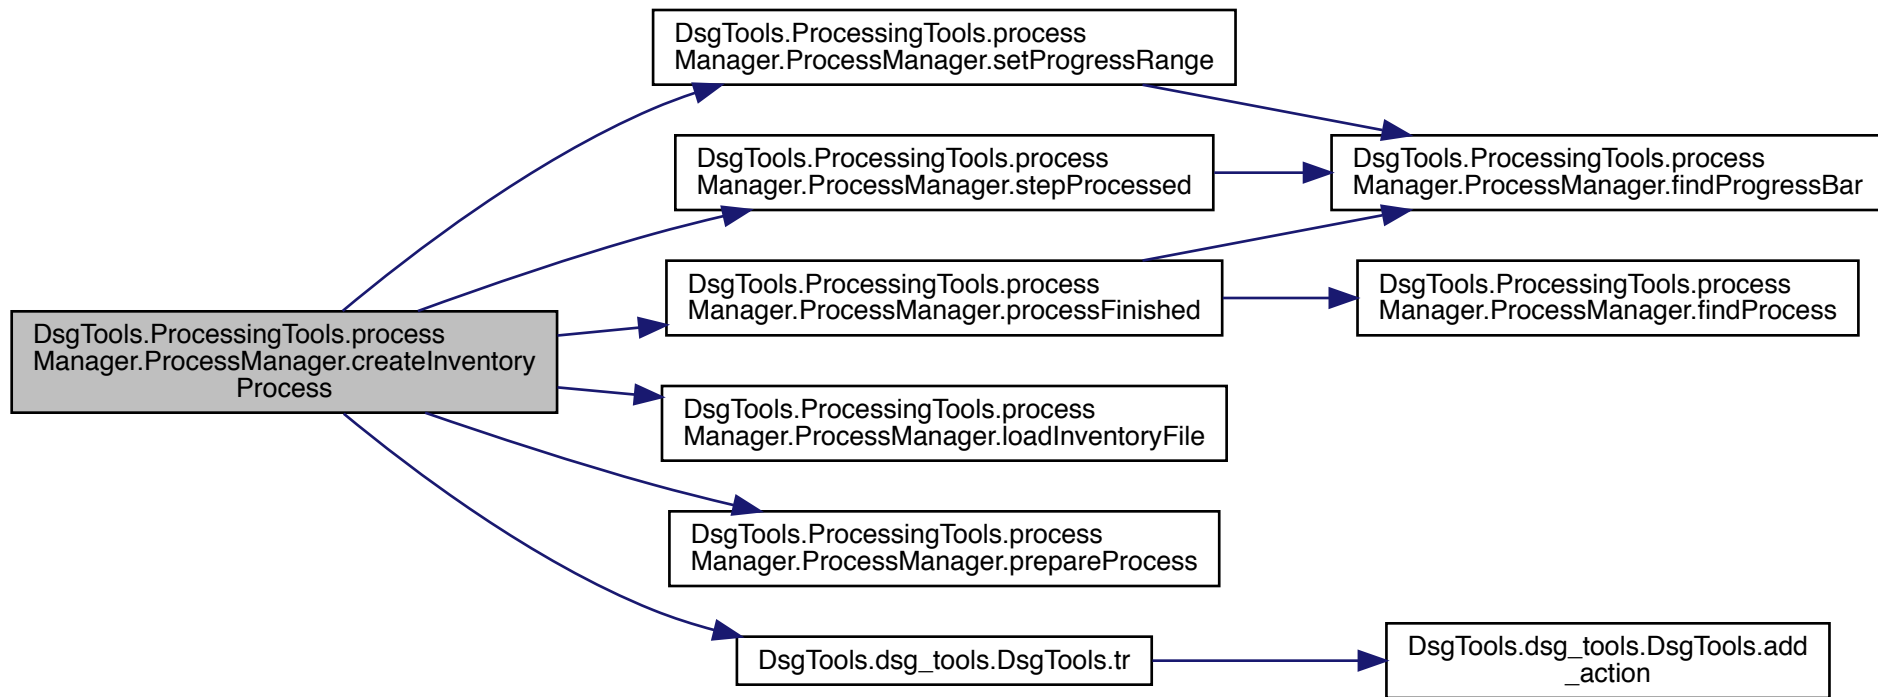 DsgTools.ProcessingTools.process
Manager.ProcessManager.setProgressRange
DsgTools.ProcessingTools.process
Manager.ProcessManager.stepProcessed
DsgTools.ProcessingTools.process
Manager.ProcessManager.findProgressBar
DsgTools.ProcessingTools.process
Manager.ProcessManager.processFinished
DsgTools.ProcessingTools.process
Manager.ProcessManager.findProcess
DsgTools.ProcessingTools.process
Manager.ProcessManager.createInventory
Process
DsgTools.ProcessingTools.process
Manager.ProcessManager.loadInventoryFile
DsgTools.ProcessingTools.process
Manager.ProcessManager.prepareProcess
DsgTools.dsg_tools.DsgTools.tr
DsgTools.dsg_tools.DsgTools.add
_action